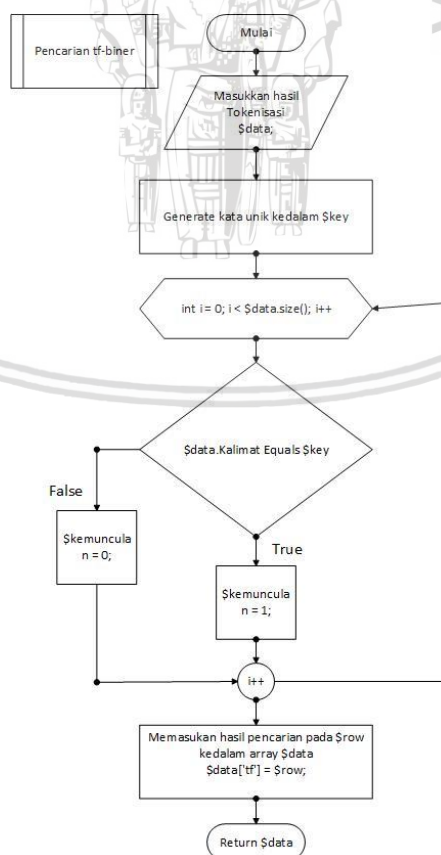 Pencarian tf-biner
Mulai
Masukkan hasil
Tokenisasi
$data;
Generate kata unik kedalam $key
int i = 0; i < $data.size(); i++
$data.Kalimat Equals $key
False
$kemuncula
n = 0;
True
$kemuncula
n = 1;
i++
Memasukan hasil pencarian pada $row
kedalam array $data
$data['tf'] = $row;
Return $data